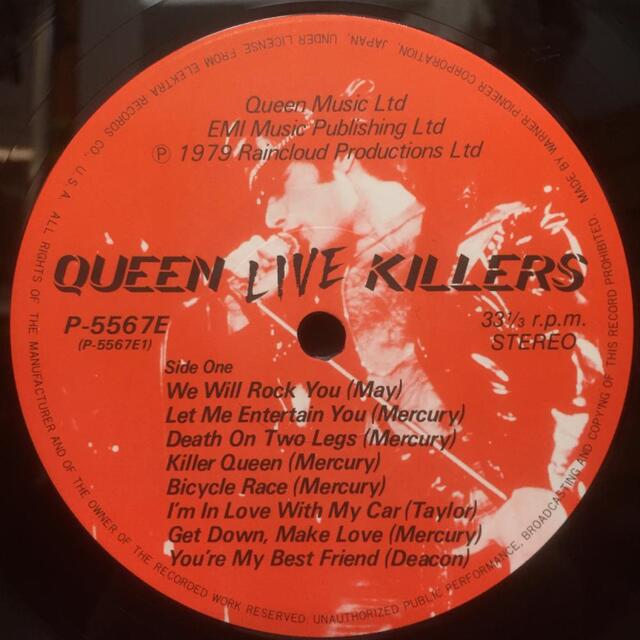 Queen Music Ltd
EMI Music Publishing Ltd
℗ 1979 Raincloud Productions Ltd
QUEEN LIVE KILLERS
P-5567E
(P-5567E1)
33⅓ r.p.m.
STEREO
Side One
We Will Rock You (May)
Let Me Entertain You (Mercury)
Death On Two Legs (Mercury)
Killer Queen (Mercury)
Bicycle Race (Mercury)
I'm In Love With My Car (Taylor)
Get Down, Make Love (Mercury)
You're My Best Friend (Deacon)
MADE BY WARNER-PIONEER CORPORATION, JAPAN, UNDER LICENSE FROM ELEKTRA RECORDS CO., U.S.A. ALL RIGHTS OF THE MANUFACTURER AND OF THE OWNER OF THE RECORDED WORK RESERVED. UNAUTHORIZED PUBLIC PERFORMANCE, BROADCASTING AND COPYING OF THIS RECORD PROHIBITED.